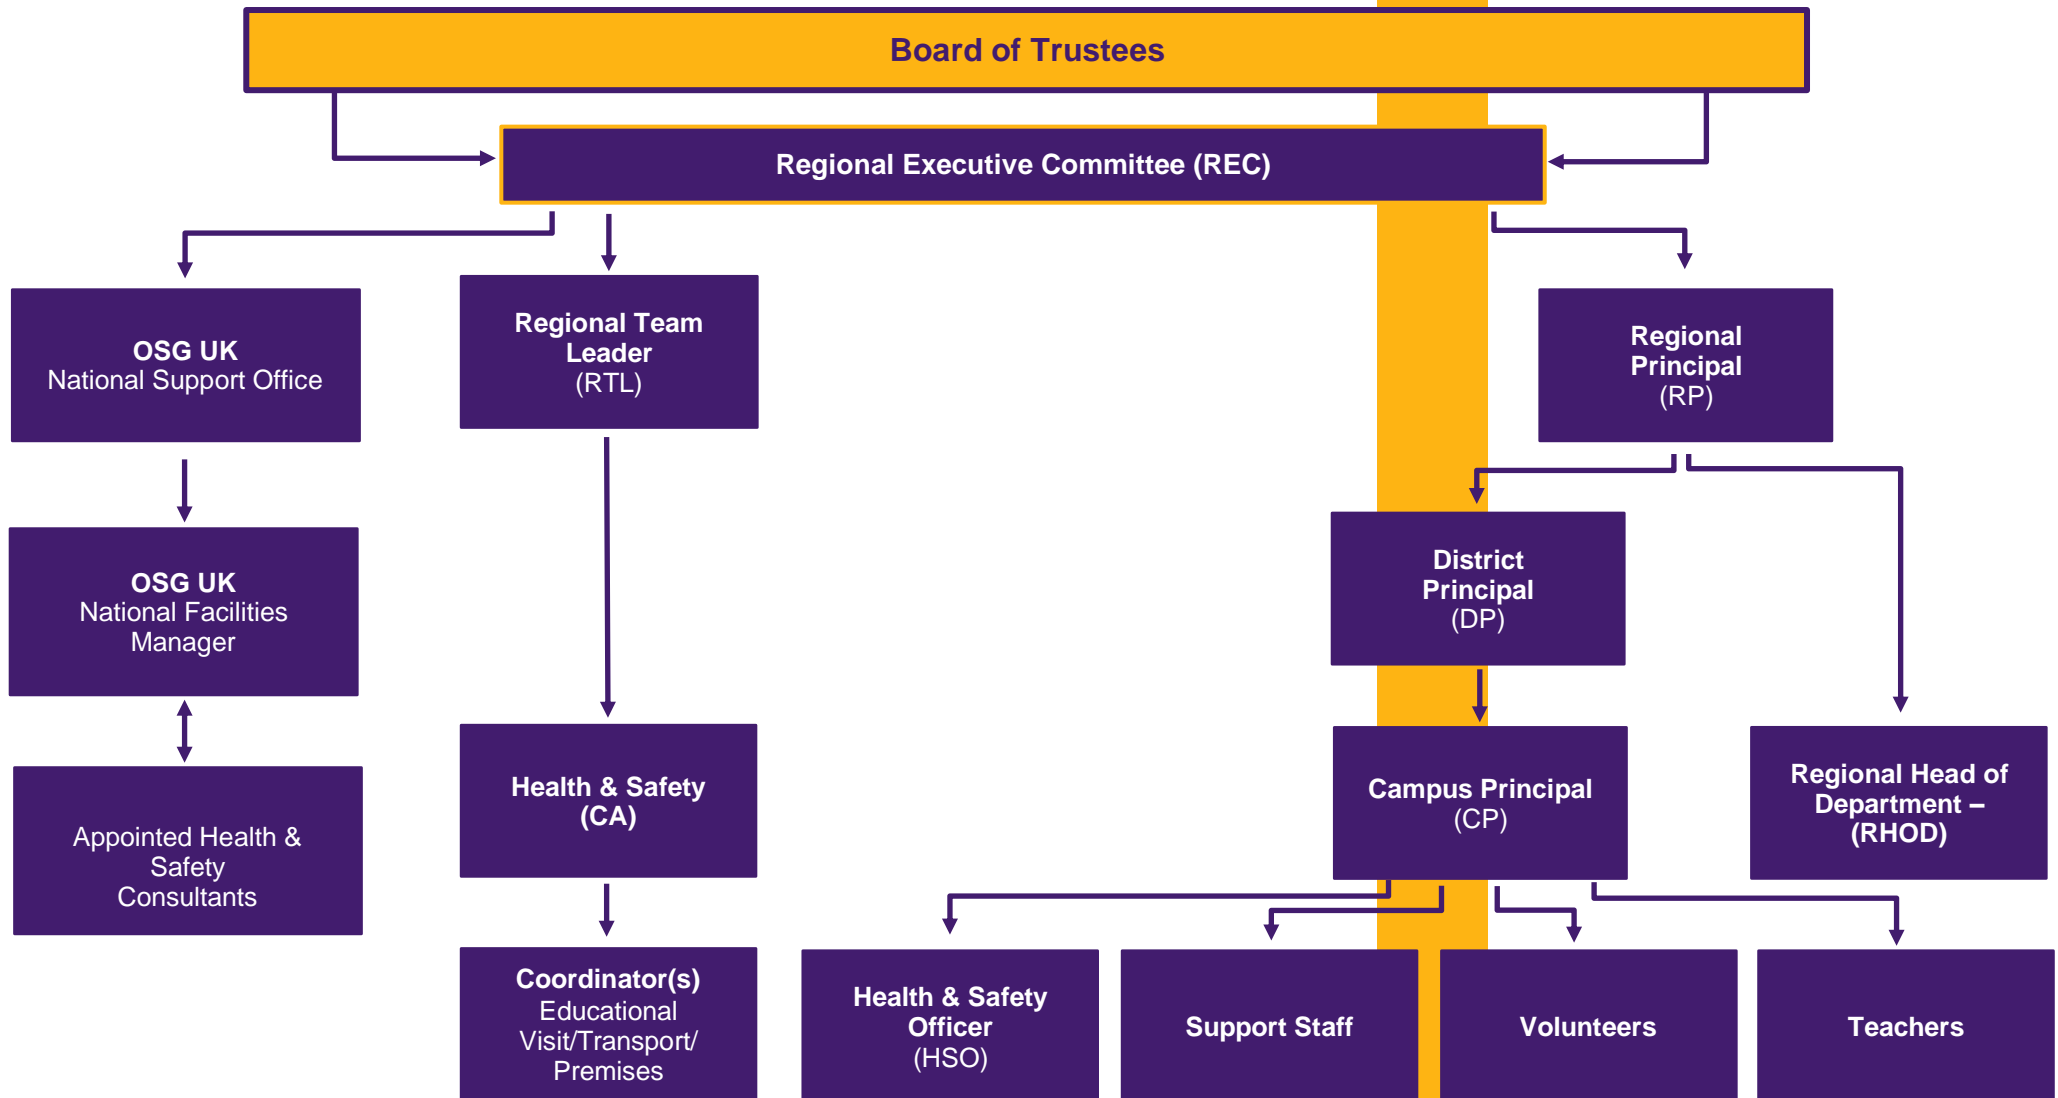 Board of Trustees
Regional Executive Committee (REC)
OSG UK
National Support Office
Regional Team
Leader
(RTL)
Regional
Principal
(RP)
OSG UK
National Facilities
Manager
District
Principal
(DP)
Appointed Health &
Safety
Consultants
Health & Safety
(CA)
Campus Principal
(CP)
Regional Head of
Department –
(RHOD)
Coordinator(s)
Educational
Visit/Transport/
Premises
Health & Safety
Officer
(HSO)
Support Staff
Volunteers
Teachers